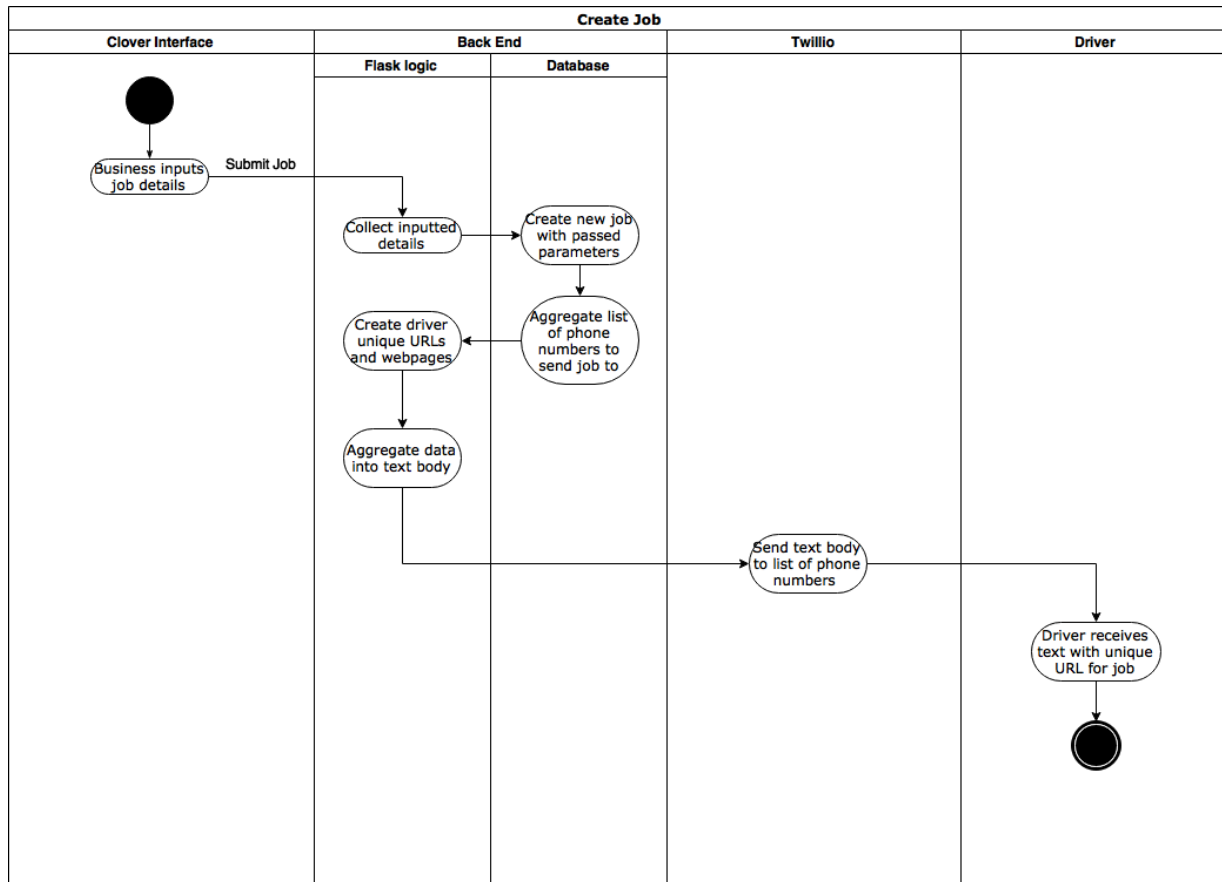 Create Job
Clover Interface
Back End
Twillio
Driver
Flask logic
Database
Business inputs
job details
Submit Job
Collect inputted
details
Create new job
with passed
parameters
Aggregate list
of phone
numbers to
send job to
Create driver
unique URLs
and webpages
Aggregate data
into text body
Send text body
to list of phone
numbers
Driver receives
text with unique
URL for job